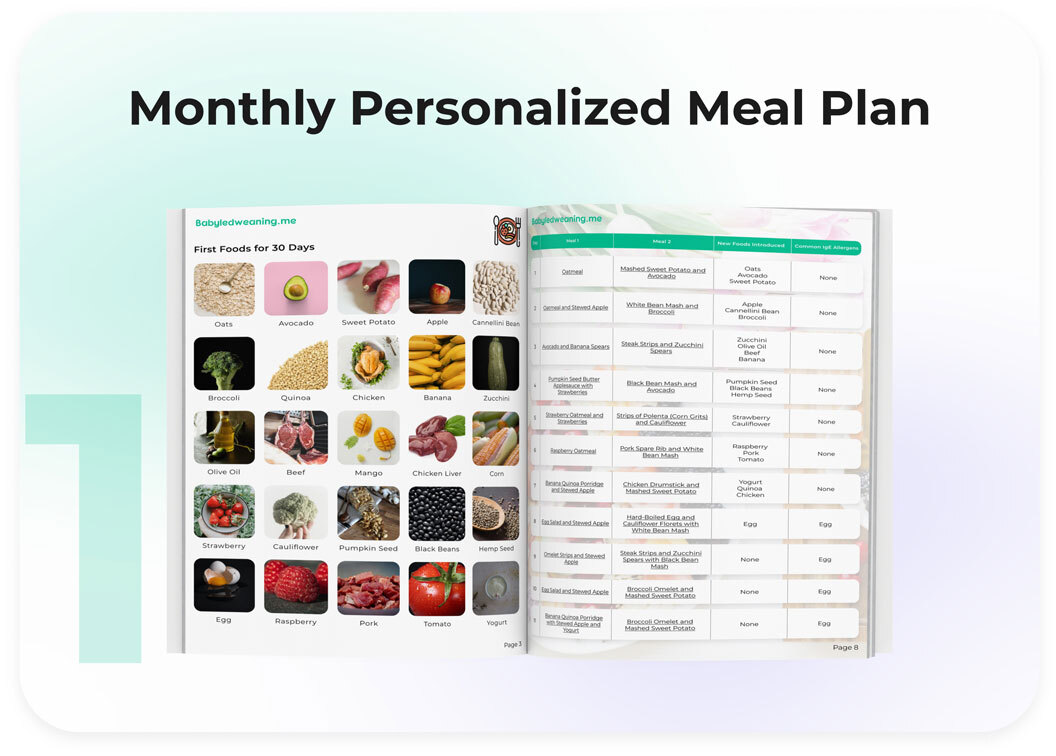 Monthly Personalized Meal Plan
1
Babyledweaning.me
First Foods for 30 Days
Oats
Avocado
Sweet Potato
Apple
Cannellini Bean
Broccoli
Quinoa
Chicken
Banana
Zucchini
Olive Oil
Beef
Mango
Chicken Liver
Corn
Strawberry
Cauliflower
Pumpkin Seed
Black Beans
Hemp Seed
Egg
Raspberry
Pork
Tomato
Yogurt
Page 3
Babyledweaning.me
Day
Meal 1
Meal 2
New Foods Introduced
Common IgE Allergens
1
Oatmeal
Mashed Sweet Potato and
Avocado
Oats
Avocado
Sweet Potato
None
2
Oatmeal and Stewed Apple
White Bean Mash and
Broccoli
Apple
Cannellini Bean
Broccoli
None
3
Avocado and Banana Spears
Steak Strips and Zucchini
Spears
Zucchini
Olive Oil
Beef
Banana
None
4
Pumpkin Seed Butter
Applesauce with
Strawberries
Black Bean Mash and
Avocado
Pumpkin Seed
Black Beans
Hemp Seed
None
5
Strawberry Oatmeal and
Strawberries
Strips of Polenta (Corn Grits)
and Cauliflower
Strawberry
Cauliflower
None
6
Raspberry Oatmeal
Pork Spare Rib and White
Bean Mash
Raspberry
Pork
Tomato
None
7
Banana Quinoa Porridge
and Stewed Apple
Chicken Drumstick and
Mashed Sweet Potato
Yogurt
Quinoa
Chicken
None
8
Egg Salad and Stewed Apple
Hard-Boiled Egg and
Cauliflower Florets with
White Bean Mash
Egg
Egg
9
Omelet Strips and Stewed
Apple
Steak Strips and Zucchini
Spears with Black Bean
Mash
None
Egg
10
Egg Salad and Stewed Apple
Broccoli Omelet and
Mashed Sweet Potato
None
Egg
11
Banana Quinoa Porridge
with Stewed Apple and
Yogurt
Broccoli Omelet and
Mashed Sweet Potato
None
Egg
Page 8